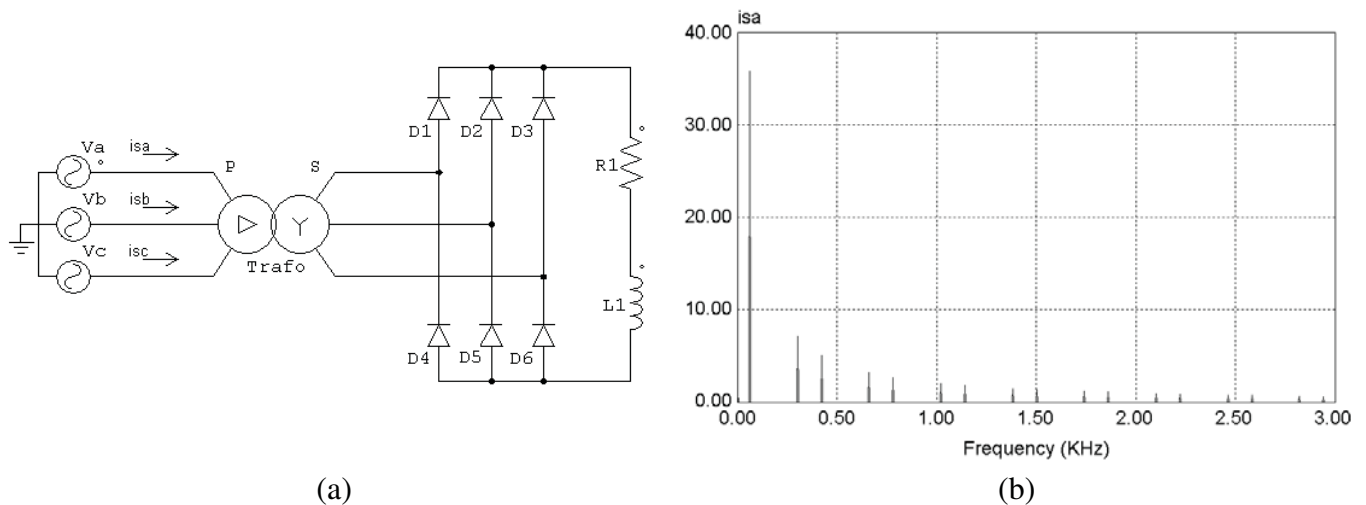 Va
isa
P
S
Vb
isb
Vc
isc
Trafo
D1
D2
D3
D4
D5
D6
R1
L1
(a)
isa
40.00
30.00
20.00
10.00
0.00
0.00 0.50 1.00 1.50 2.00 2.50 3.00
Frequency (KHz)
(b)